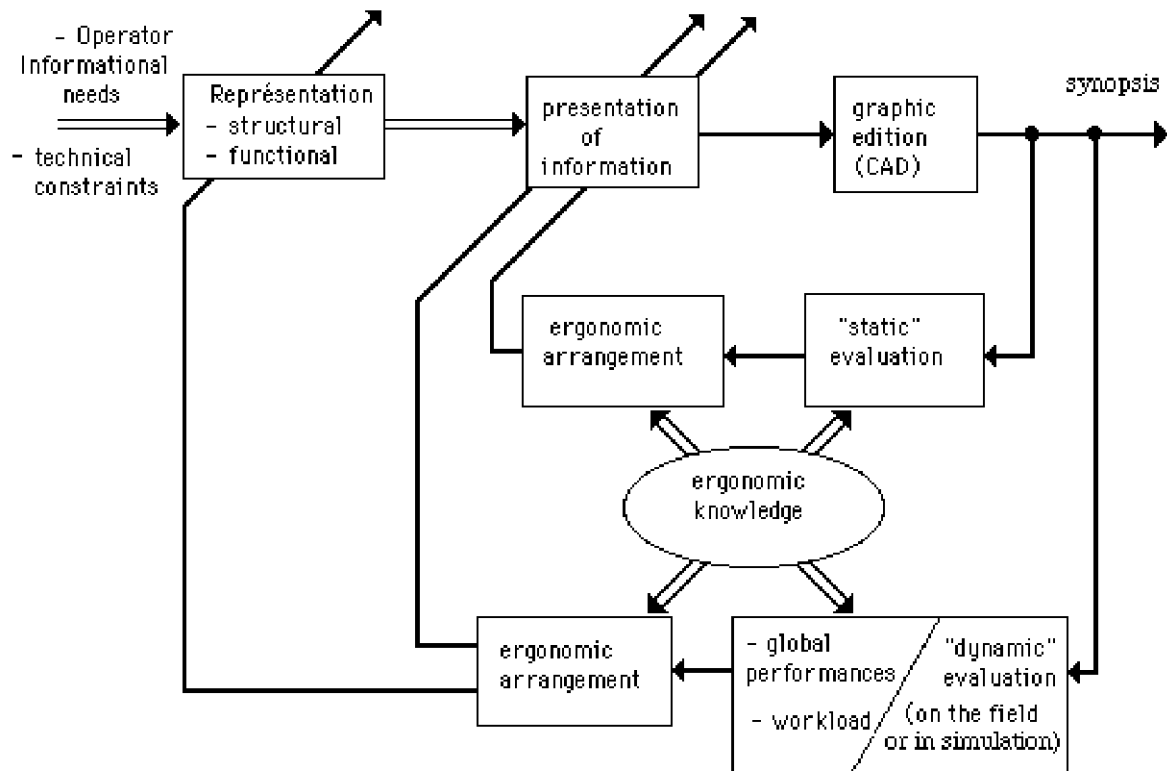 - Operator
Informational
needs
- technical
constraints
Représentation
- structural
- functional
presentation
of
information
graphic
edition
(CAD)
synopsis
ergonomic
arrangement
"static"
evaluation
ergonomic
knowledge
ergonomic
arrangement
- global
performances
- workload
"dynamic"
evaluation
(on the field
or in simulation)